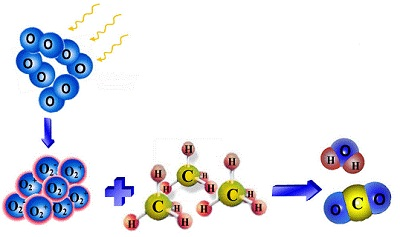 O O O
O O
O O
O
O₂ O₂
O₂ O₂ O₂
O₂ O₂ O₂
H
H
H C H H
H H
C H H C H
H H H
H
O
H H
O C O